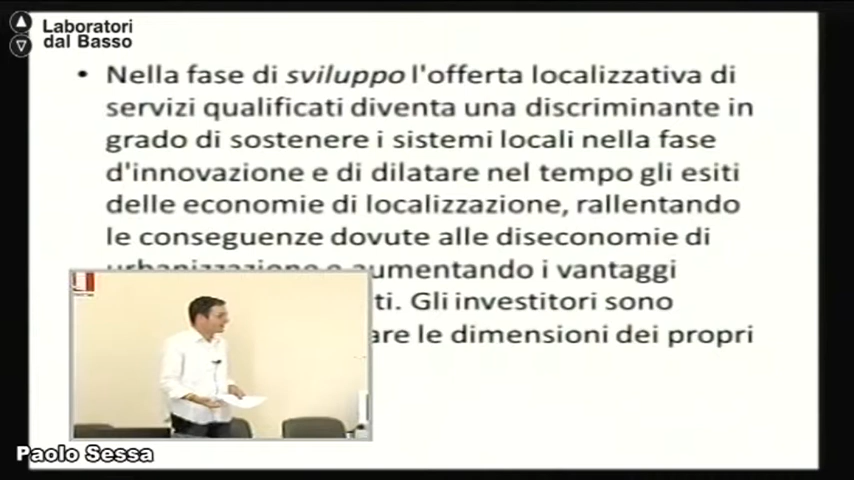 Laboratori
dal Basso
• Nella fase di sviluppo l'offerta localizzativa di
servizi qualificati diventa una discriminante in
grado di sostenere i sistemi locali nella fase
d'innovazione e di dilatare nel tempo gli esiti
delle economie di localizzazione, rallentando
le conseguenze dovute alle diseconomie di
urbanizzazione e aumentando i vantaggi
ti. Gli investitori sono
are le dimensioni dei propri
Paolo Sessa